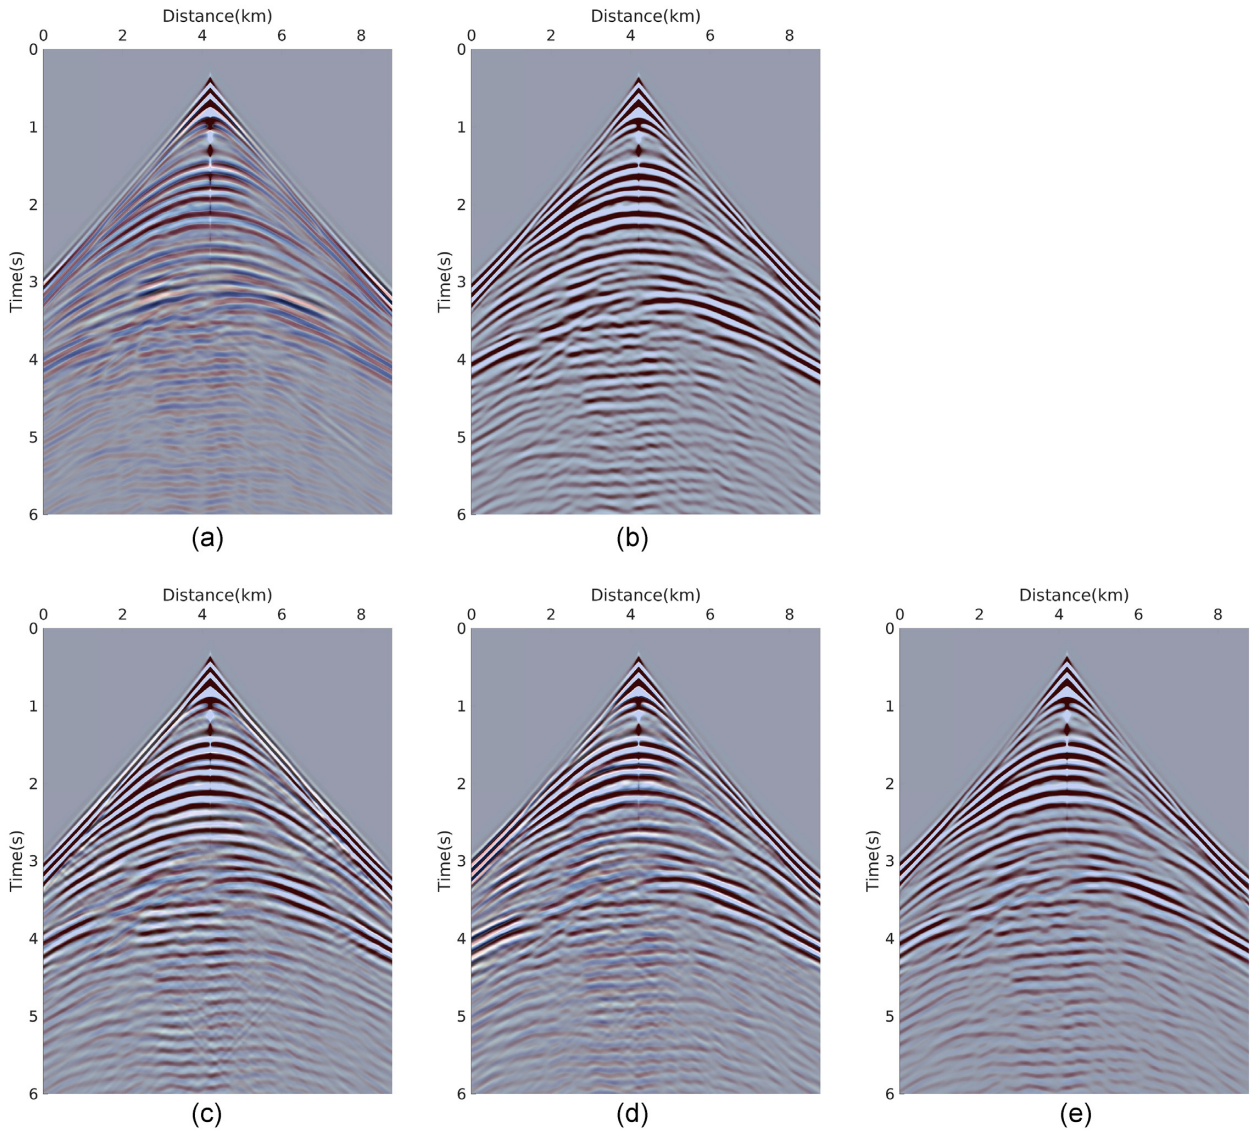 Distance(km) Distance(km)
0 2 4 6 8 0 2 4 6 8
0 0
1 1
2 2
Time(s) Time(s)
3 3
4 4
5 5
6 6
(a) (b)
Distance(km) Distance(km) Distance(km)
0 2 4 6 8 0 2 4 6 8 0 2 4 6 8
0 0 0
1 1 1
2 2 2
Time(s) Time(s) Time(s)
3 3 3
4 4 4
5 5 5
6 6 6
(c) (d) (e)